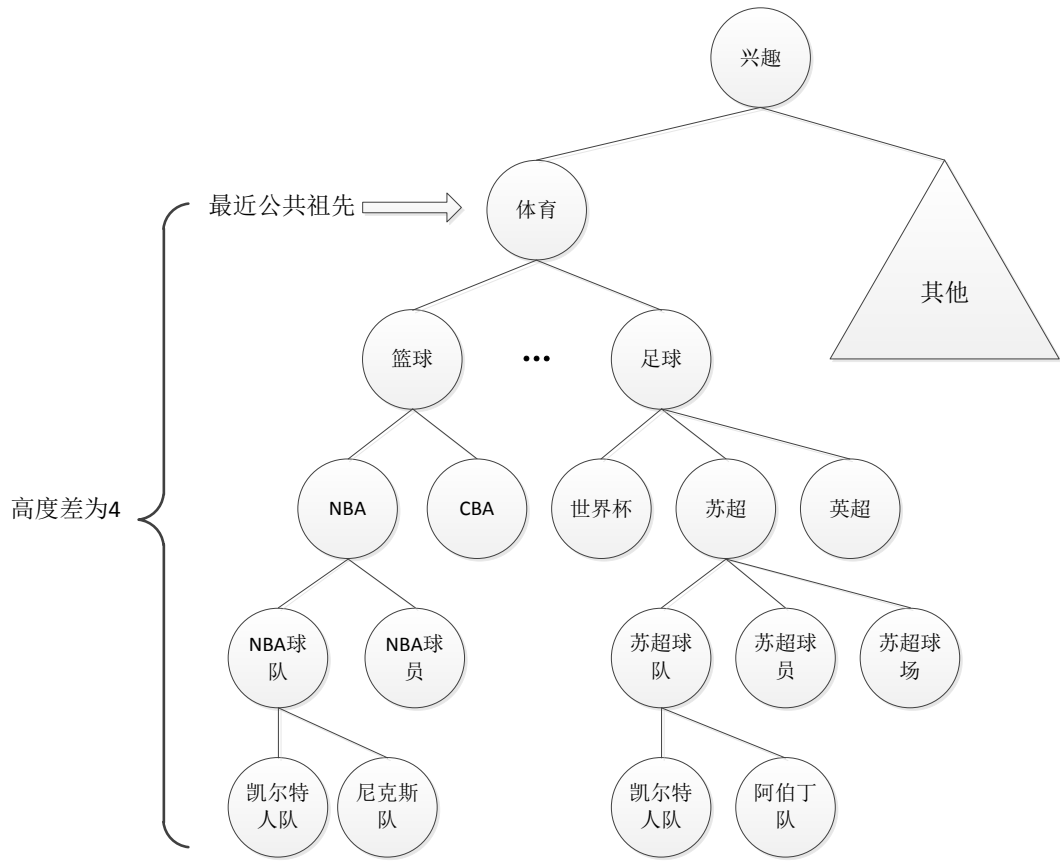 兴趣
最近公共祖先
体育
其他
篮球
...
足球
高度差为4
NBA
CBA
世界杯
苏超
英超
NBA球
队
NBA球
员
苏超球
队
苏超球
员
苏超球
场
凯尔特
人队
尼克斯
队
凯尔特
人队
阿伯丁
队